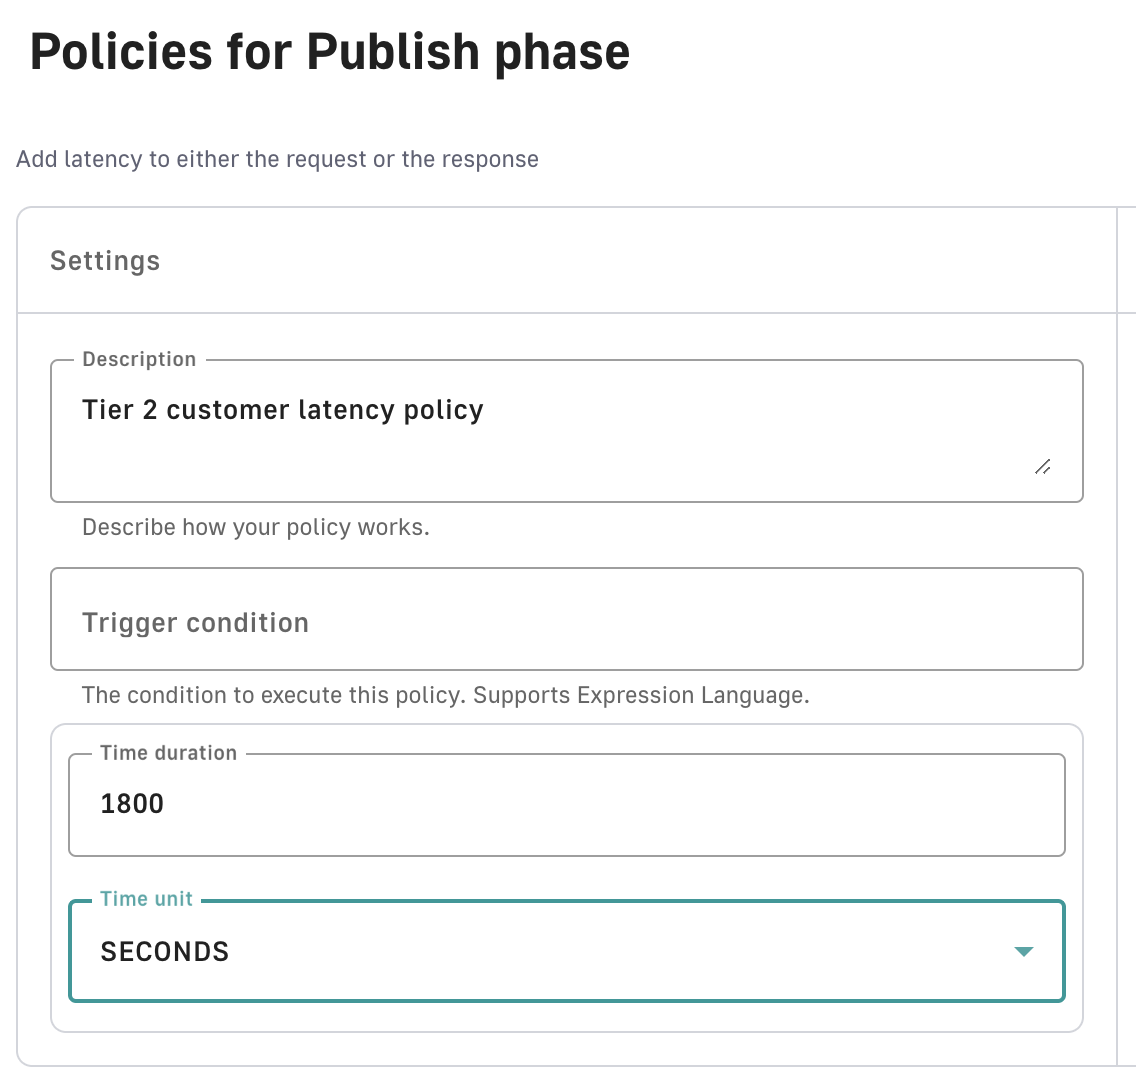 Policies for Publish phase
Add latency to either the request or the response
Settings
Description
Tier 2 customer latency policy
Describe how your policy works.
Trigger condition
The condition to execute this policy. Supports Expression Language.
Time duration
1800
Time unit
SECONDS